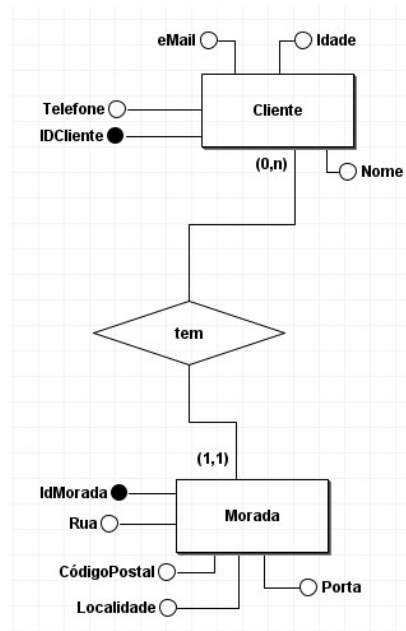 eMail
Idade
Telefone
Cliente
IDCliente
(0,n)
Nome
tem
(1,1)
IdMorada
Rua
Morada
CódigoPostal
Porta
Localidade